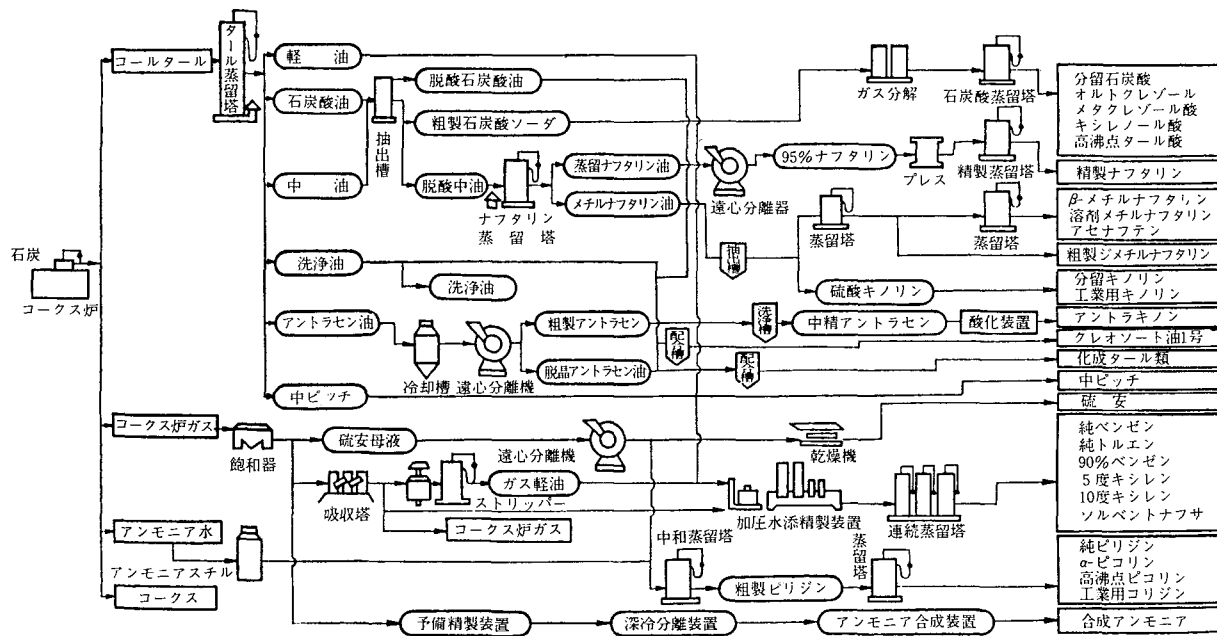 石炭
コークス炉
コールタール
タール蒸留塔
軽油
石炭酸油
抽出槽
脱酸石炭酸油
粗製石炭酸ソーダ
ガス分解
石炭酸蒸留塔
分留石炭酸
オルトクレゾール
メタクレゾール酸
キシレノール酸
高沸点タール酸
中油
脱酸中油
ナフタリン
蒸留塔
蒸留ナフタリン油
メチルナフタリン油
遠心分離器
95%ナフタリン
プレス
精製蒸留塔
精製ナフタリン
抽出槽
蒸留塔
蒸留塔
β-メチルナフタリン
溶剤メチルナフタリン
アセナフテン
粗製ジメチルナフタリン
硫酸キノリン
分留キノリン
工業用キノリン
洗浄油
洗浄油
アントラセン油
冷却槽
遠心分離機
粗製アントラセン
脱晶アントラセン油
洗浄槽
中精アントラセン
酸化装置
アントラキノン
配合槽
クレオソート油1号
配合槽
化成タール類
中ピッチ
中ピッチ
コークス炉ガス
飽和器
硫安母液
遠心分離機
乾燥機
硫安
吸収塔
ストリッパー
ガス軽油
コークス炉ガス
加圧水添精製装置
連続蒸留塔
純ベンゼン
純トルエン
90%ベンゼン
5度キシレン
10度キシレン
ソルベントナフサ
アンモニア水
アンモニアスチル
コークス
中和蒸留塔
粗製ピリジン
蒸留塔
純ピリジン
α-ピコリン
高沸点ピコリン
工業用コリジン
予備精製装置
深冷分離装置
アンモニア合成装置
合成アンモニア